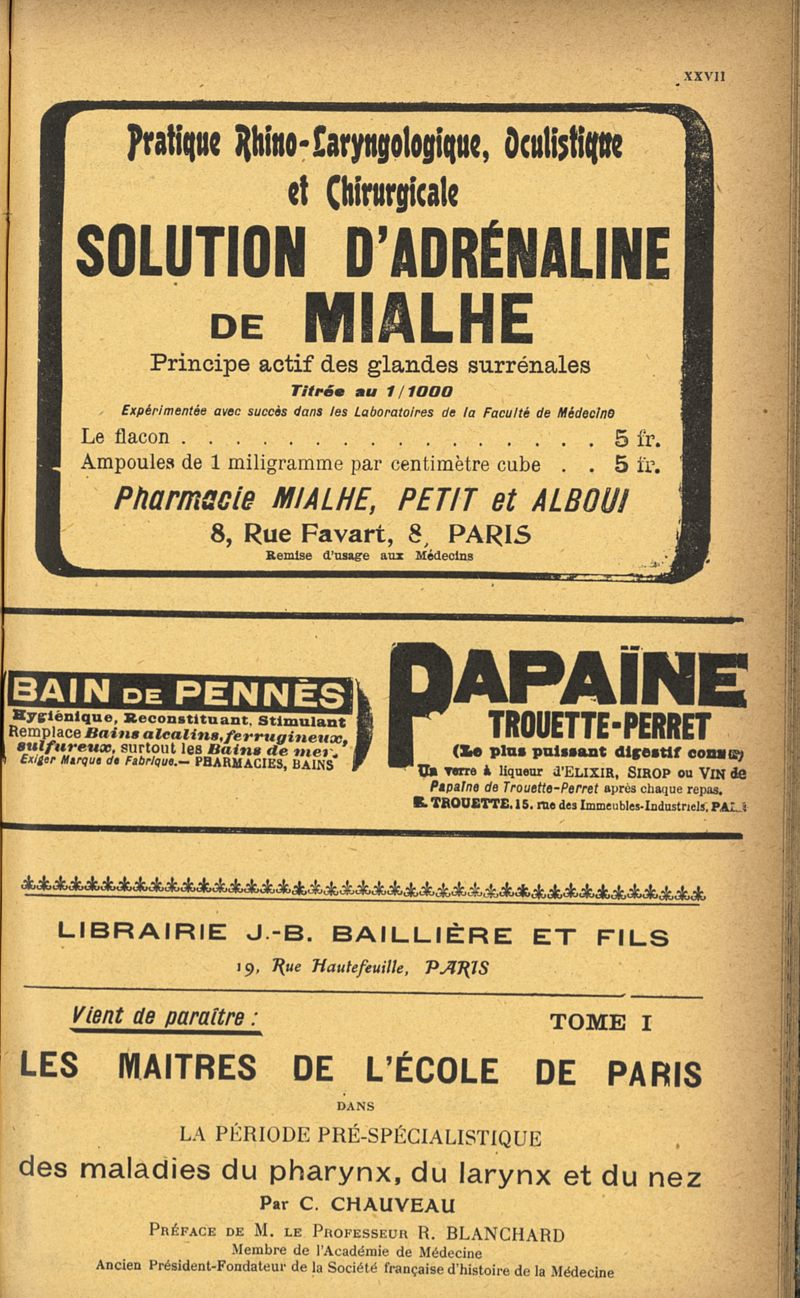 XXVII
Pratique Rhino-Laryngologique, Oculistique
et Chirurgicale
SOLUTION D'ADRÉNALINE
DE MIALHE
Principe actif des glandes surrénales
Titrée au 1/1000
Expérimentée avec succès dans les Laboratoires de la Faculté de Médecine
Le flacon . . . . . . . . . . . . . . . . 5 fr.
Ampoules de 1 miligramme par centimètre cube . . 5 fr.
Pharmacie MIALHE, PETIT et ALBOUI
8, Rue Favart, 8, PARIS
Remise d'usage aux Médecins
BAIN DE PENNÈS
Hygiénique, Reconstituant, Stimulant
Remplace Bains alcalins, ferrugineux,
sulfureux, surtout les Bains de mer.
Exiger Marque de Fabrique.— PHARMACIES, BAINS
PAPAÏNE
TROUETTE-PERRET
(Le plus puissant digestif
Un verre à liqueur d'ELIXIR, SIROP ou VIN de
Papaïne de Trouette-Perret après chaque repas.
E. TROUETTE, 15, rue des Immeubles-Industriels,
LIBRAIRIE J.-B. BAILLIÈRE ET FILS
19, Rue Hautefeuille, PARIS
Vient de paraître :
TOME I
LES MAITRES DE L'ÉCOLE DE PARIS
DANS
LA PÉRIODE PRÉ-SPÉCIALISTIQUE
des maladies du pharynx, du larynx et du nez
Par C. CHAUVEAU
PRÉFACE DE M. LE PROFESSEUR R. BLANCHARD
Membre de l'Académie de Médecine
Ancien Président-Fondateur de la Société française d'histoire de la Médecine